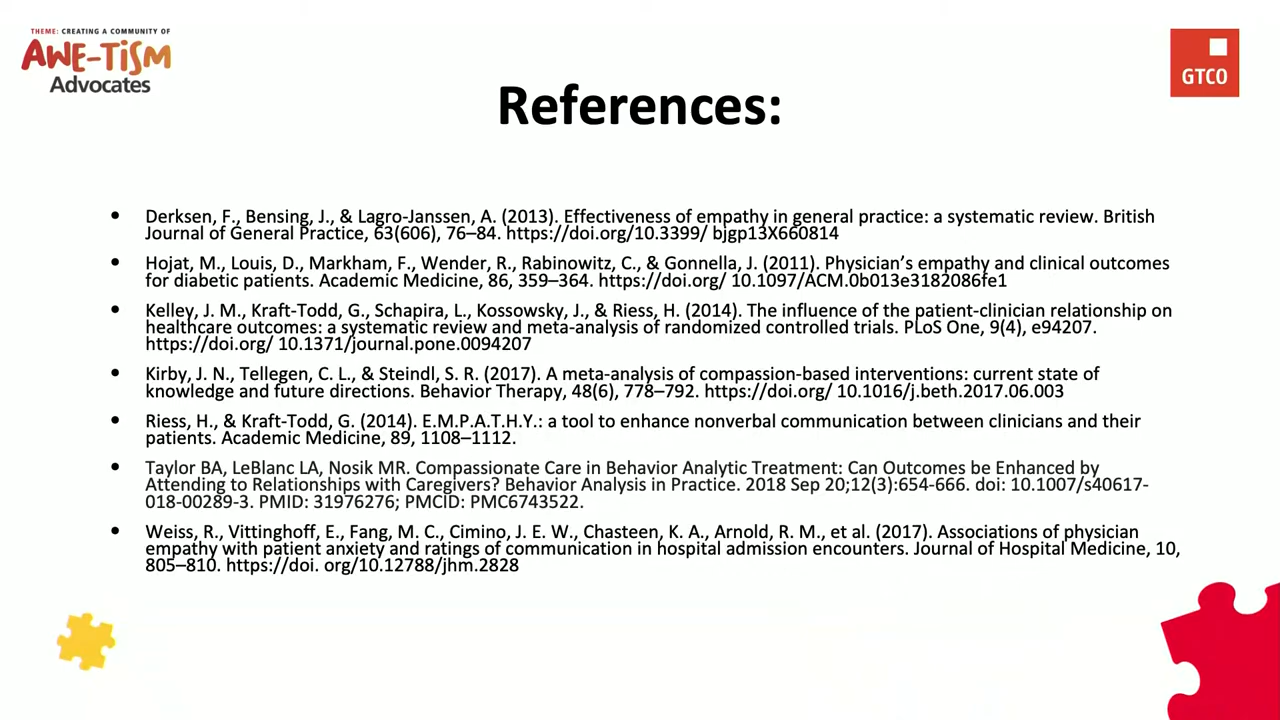 THEME: CREATING A COMMUNITY OF
AWE-TiSM
Advocates
GTCO
References:
• Derksen, F., Bensing, J., & Lagro-Janssen, A. (2013). Effectiveness of empathy in general practice: a systematic review. British
Journal of General Practice, 63(606), 76–84. https://doi.org/10.3399/ bjgp13X660814
• Hojat, M., Louis, D., Markham, F., Wender, R., Rabinowitz, C., & Gonnella, J. (2011). Physician’s empathy and clinical outcomes
for diabetic patients. Academic Medicine, 86, 359–364. https://doi.org/ 10.1097/ACM.0b013e3182086fe1
• Kelley, J. M., Kraft-Todd, G., Schapira, L., Kossowsky, J., & Riess, H. (2014). The influence of the patient-clinician relationship on
healthcare outcomes: a systematic review and meta-analysis of randomized controlled trials. PLoS One, 9(4), e94207.
https://doi.org/ 10.1371/journal.pone.0094207
• Kirby, J. N., Tellegen, C. L., & Steindl, S. R. (2017). A meta-analysis of compassion-based interventions: current state of
knowledge and future directions. Behavior Therapy, 48(6), 778–792. https://doi.org/ 10.1016/j.beth.2017.06.003
• Riess, H., & Kraft-Todd, G. (2014). E.M.P.A.T.H.Y.: a tool to enhance nonverbal communication between clinicians and their
patients. Academic Medicine, 89, 1108–1112.
• Taylor BA, LeBlanc LA, Nosik MR. Compassionate Care in Behavior Analytic Treatment: Can Outcomes be Enhanced by
Attending to Relationships with Caregivers? Behavior Analysis in Practice. 2018 Sep 20;12(3):654-666. doi: 10.1007/s40617-
018-00289-3. PMID: 31976276; PMCID: PMC6743522.
• Weiss, R., Vittinghoff, E., Fang, M. C., Cimino, J. E. W., Chasteen, K. A., Arnold, R. M., et al. (2017). Associations of physician
empathy with patient anxiety and ratings of communication in hospital admission encounters. Journal of Hospital Medicine, 10,
805–810. https://doi. org/10.12788/jhm.2828